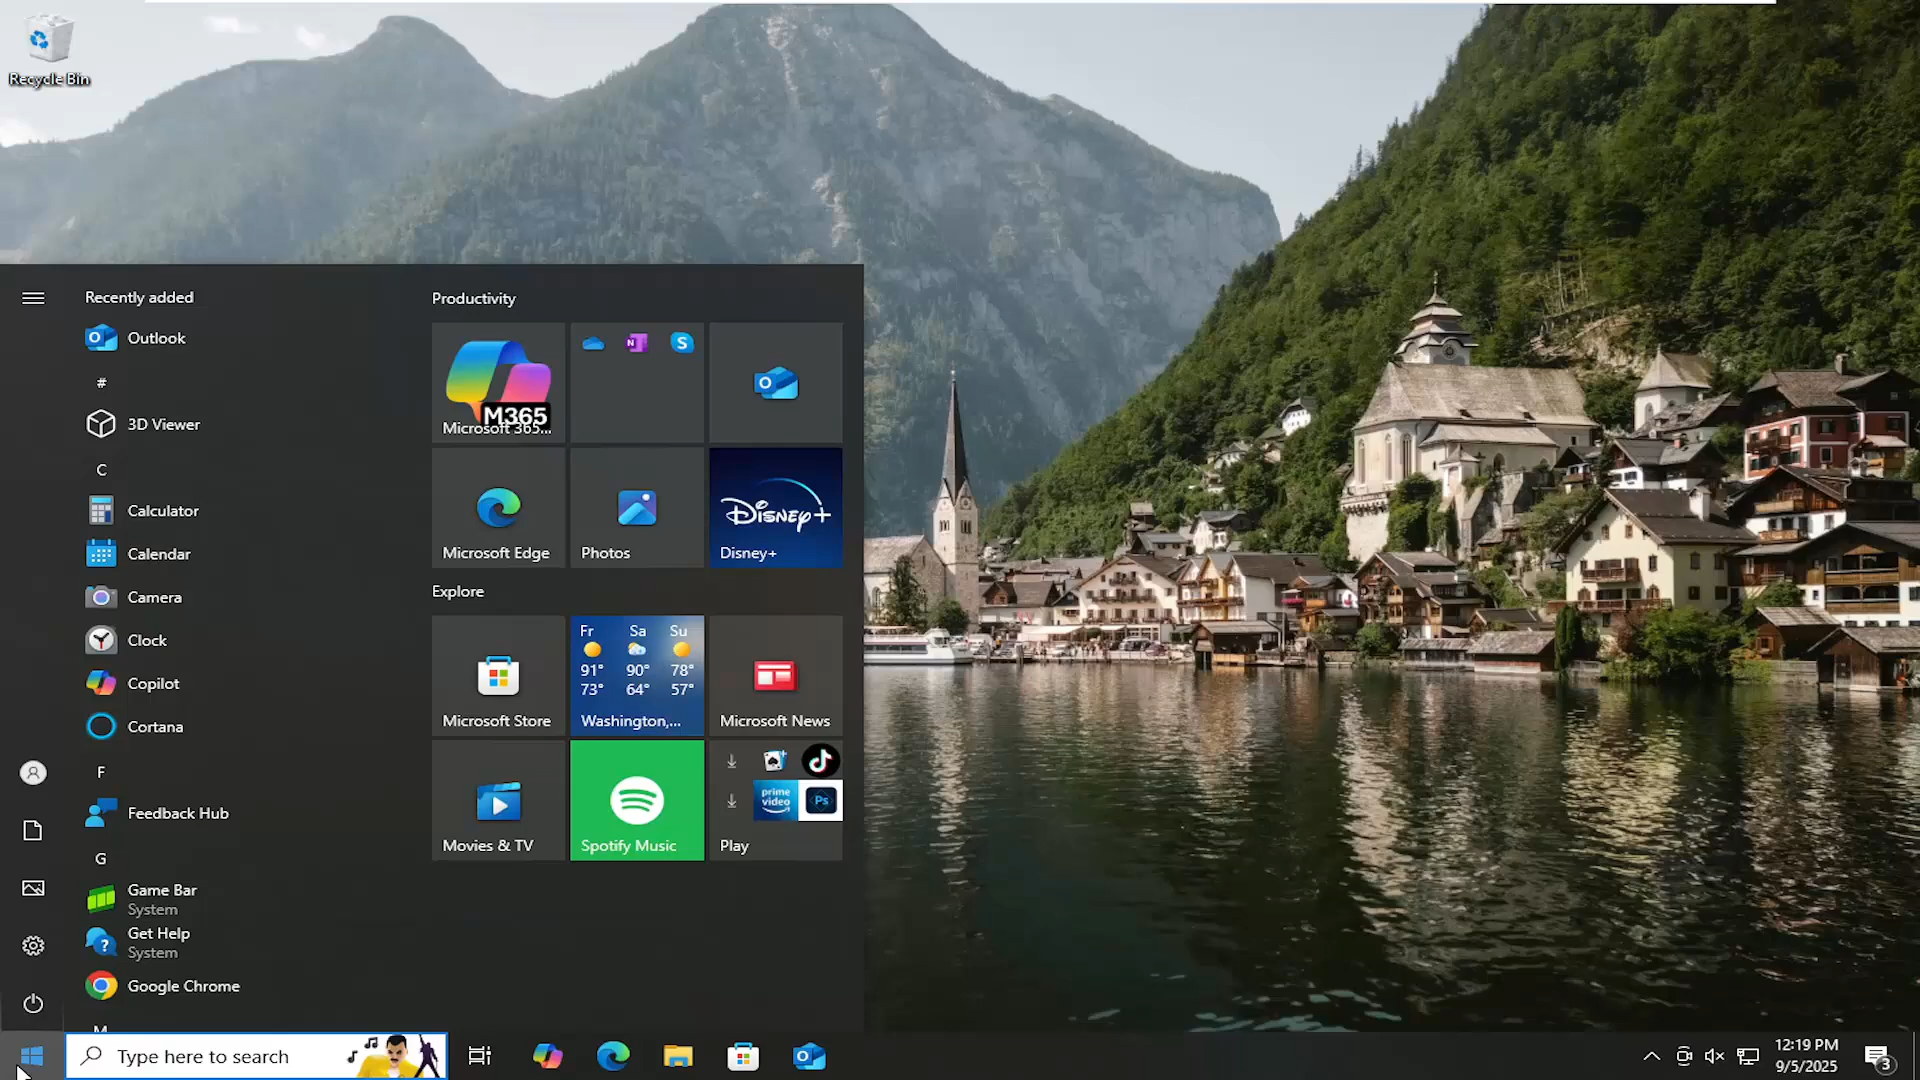 Recycle Bin
Recently added
Outlook
#
3D Viewer
C
Calculator
Calendar
Camera
Clock
Copilot
Cortana
F
Feedback Hub
G
Game Bar
System
Get Help
System
Google Chrome
M
Productivity
M365
Microsoft 365...
Microsoft Edge
Photos
Disney+
Disney+
Explore
Microsoft Store
Fr Sa Su
91° 90° 78°
73° 64° 57°
Washington,...
Microsoft News
Movies & TV
Spotify Music
prime video
Ps
Play
Type here to search
12:19 PM
9/5/2025
3